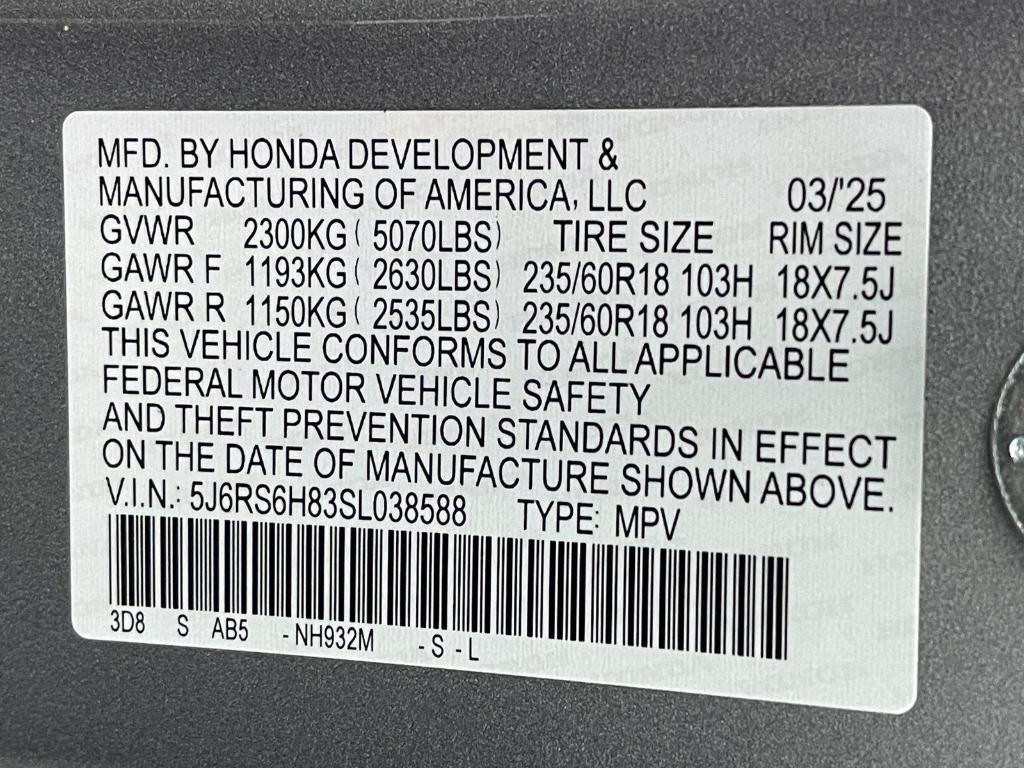 MFD. BY HONDA DEVELOPMENT &
MANUFACTURING OF AMERICA, LLC 03/'25
GVWR 2300KG ( 5070LBS) TIRE SIZE RIM SIZE
GAWR F 1193KG ( 2630LBS) 235/60R18 103H 18X7.5J
GAWR R 1150KG ( 2535LBS) 235/60R18 103H 18X7.5J
THIS VEHICLE CONFORMS TO ALL APPLICABLE
FEDERAL MOTOR VEHICLE SAFETY
AND THEFT PREVENTION STANDARDS IN EFFECT
ON THE DATE OF MANUFACTURE SHOWN ABOVE.
V.I.N.: 5J6RS6H83SL038588 TYPE: MPV
3D8 S AB5 -NH932M -S -L